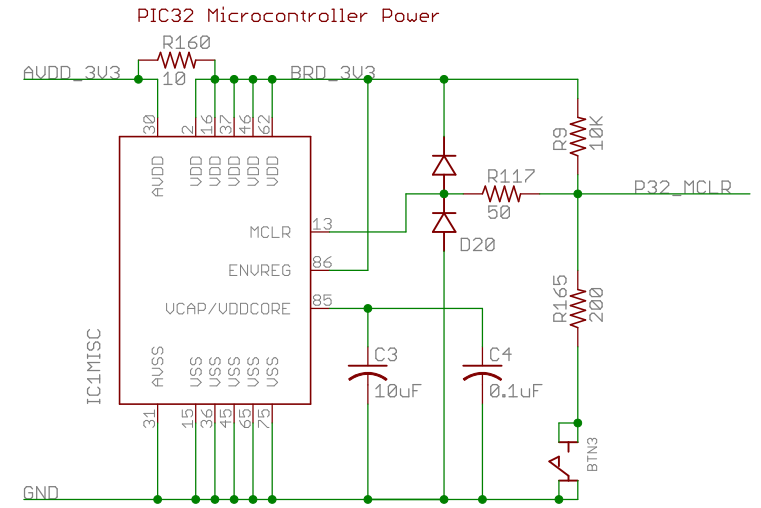 PIC32 Microcontroller Power
R160
AVDD_3V3
10
BRD_3V3
30
2
16
37
46
62
R9
10K
AVDD
VDD
VDD
VDD
VDD
VDD
R117
50
P32_MCLR
MCLR
13
D20
ENVREG
86
VCAP/VDDCORE
85
R165
200
IC1MISC
C3
10uF
C4
0.1uF
AVSS
VSS
VSS
VSS
VSS
VSS
31
15
36
45
65
75
BTN3
GND